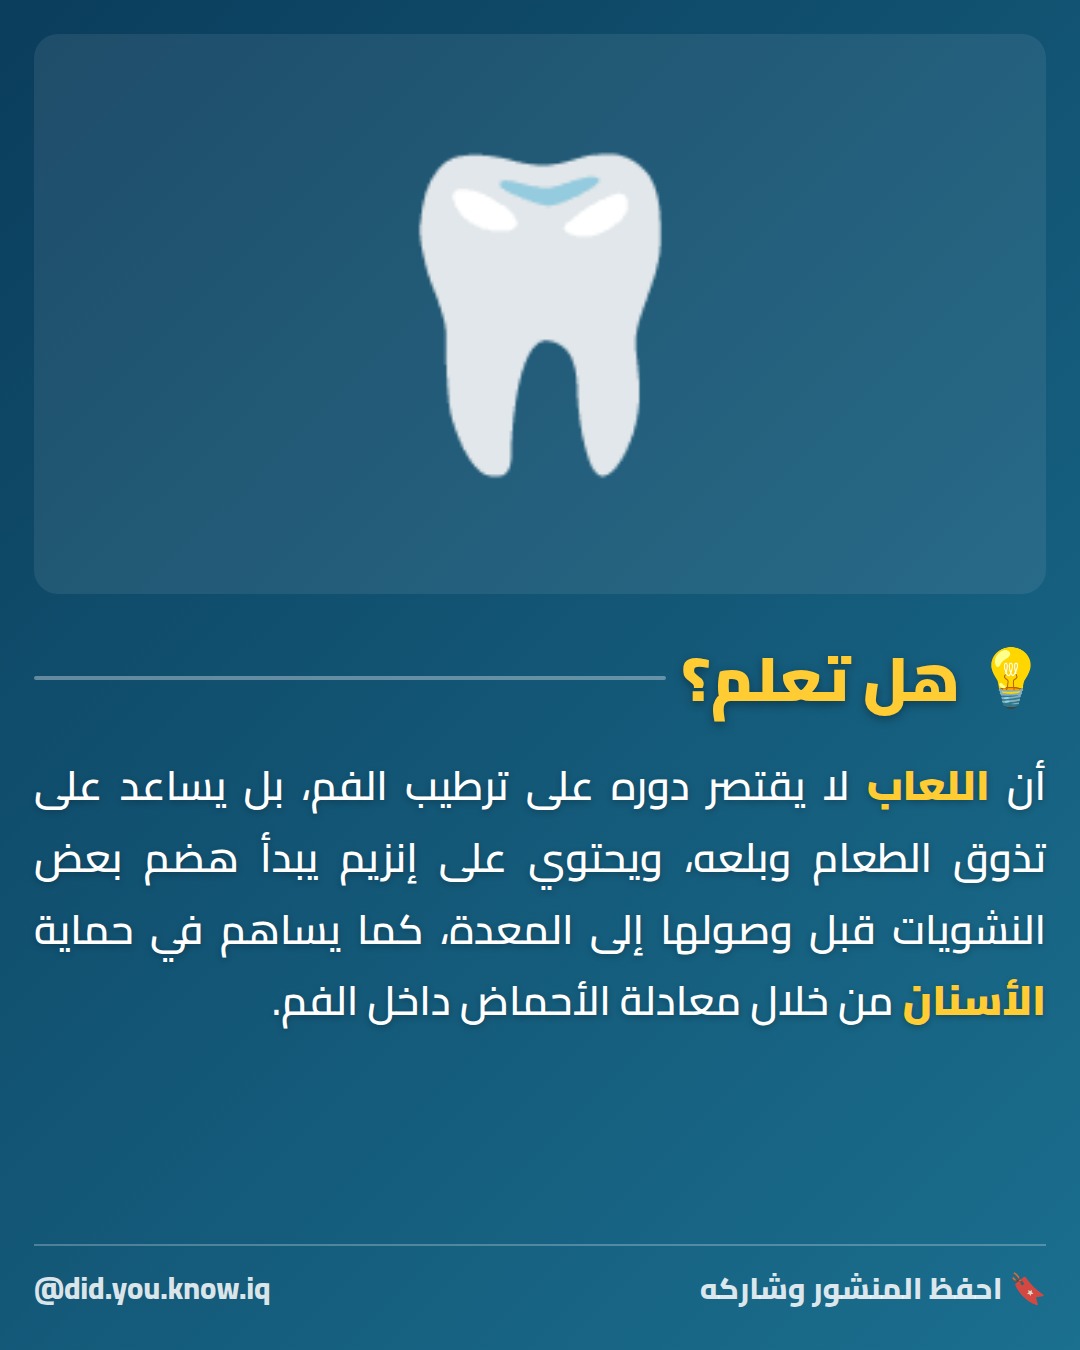 💡 هل تعلم؟
أن اللعاب لا يقتصر دوره على ترطيب الفم، بل يساعد على
تذوق الطعام وبلعه، ويحتوي على إنزيم يبدأ هضم بعض
النشويات قبل وصولها إلى المعدة، كما يساهم في حماية
الأسنان من خلال معادلة الأحماض داخل الفم.
🔖 احفظ المنشور وشاركه
@did.you.know.iq